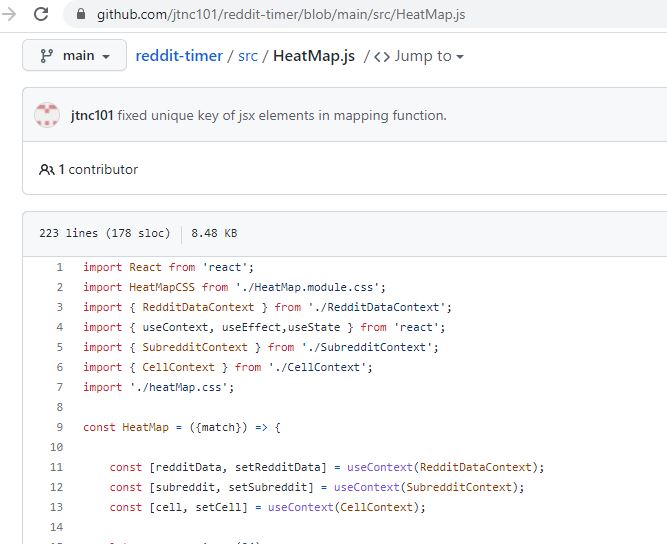 github.com/jtnc101/reddit-timer/blob/main/src/HeatMap.js
main reddit-timer / src / HeatMap.js / <> Jump to
jtnc101 fixed unique key of jsx elements in mapping function.
1 contributor
223 lines (178 sloc) 8.48 KB
1 import React from 'react';
2 import HeatMapCSS from './HeatMap.module.css';
3 import { RedditDataContext } from './RedditDataContext';
4 import { useContext, useEffect,useState } from 'react';
5 import { SubredditContext } from './SubredditContext';
6 import { CellContext } from './CellContext';
7 import './heatMap.css';
8
9 const HeatMap = ({match}) => {
10
11 const [redditData, setRedditData] = useContext(RedditDataContext);
12 const [subreddit, setSubreddit] = useContext(SubredditContext);
13 const [cell, setCell] = useContext(CellContext);
14